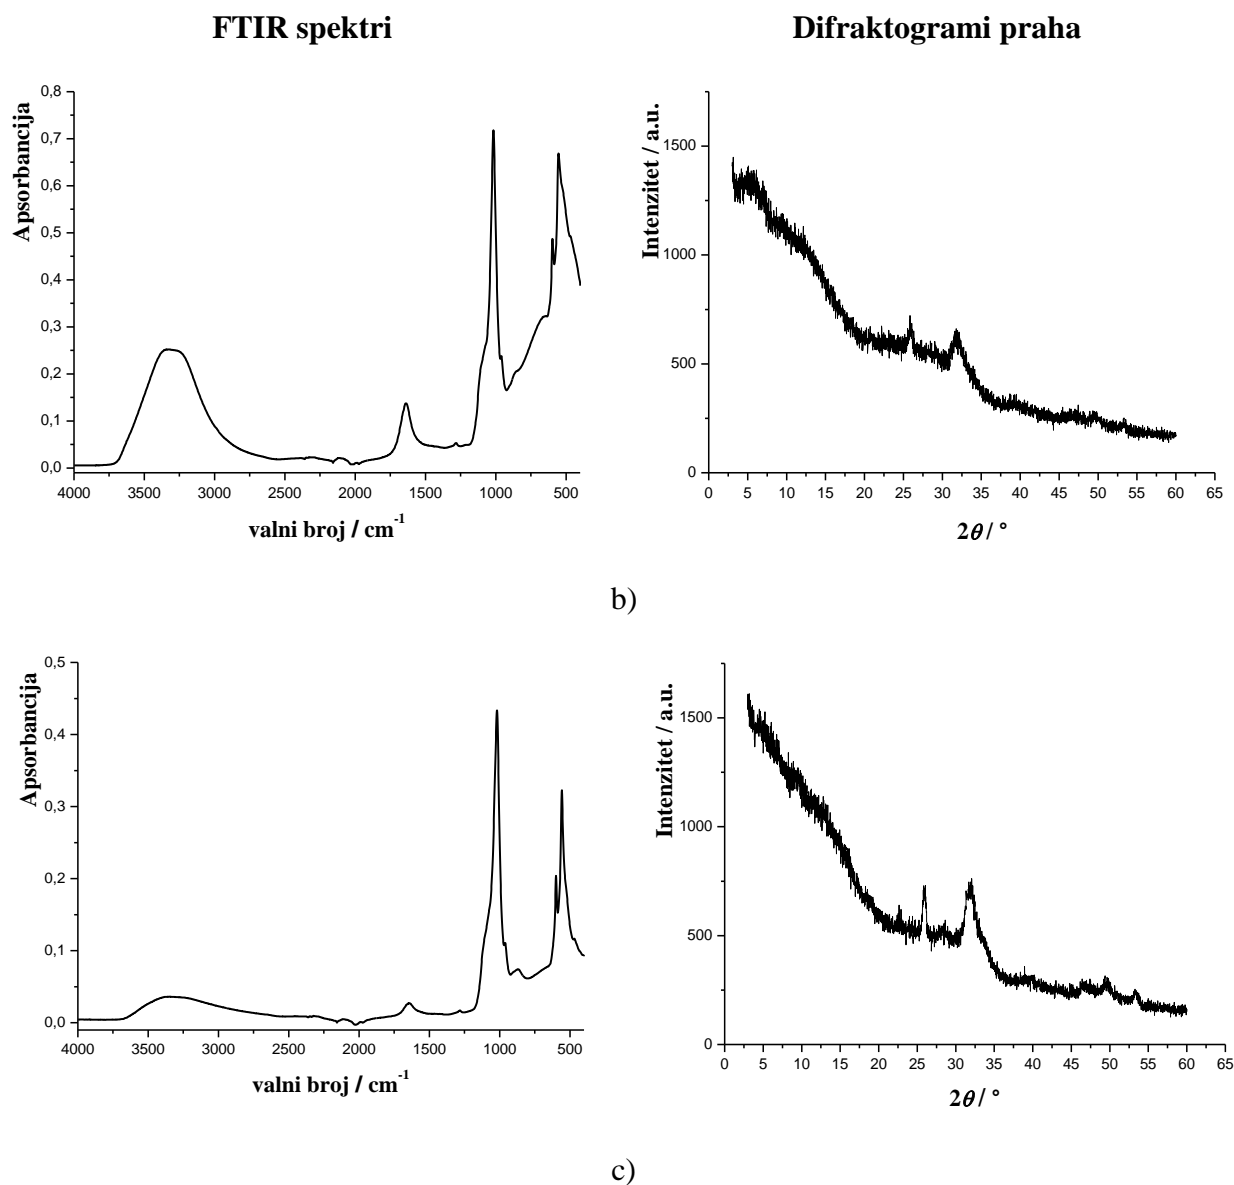 FTIR spektri
Difraktogrami praha
0,8
0,7
0,6
0,5
0,4
0,3
0,2
0,1
0,0
Apsorbancija
4000 3500 3000 2500 2000 1500 1000 500
valni broj / cm⁻¹
1500
1000
500
0
Intenzitet / a.u.
0 5 10 15 20 25 30 35 40 45 50 55 60 65
2θ / °
b)
0,5
0,4
0,3
0,2
0,1
0,0
Apsorbancija
4000 3500 3000 2500 2000 1500 1000 500
valni broj / cm⁻¹
1500
1000
500
0
Intenzitet / a.u.
0 5 10 15 20 25 30 35 40 45 50 55 60 65
2θ / °
c)